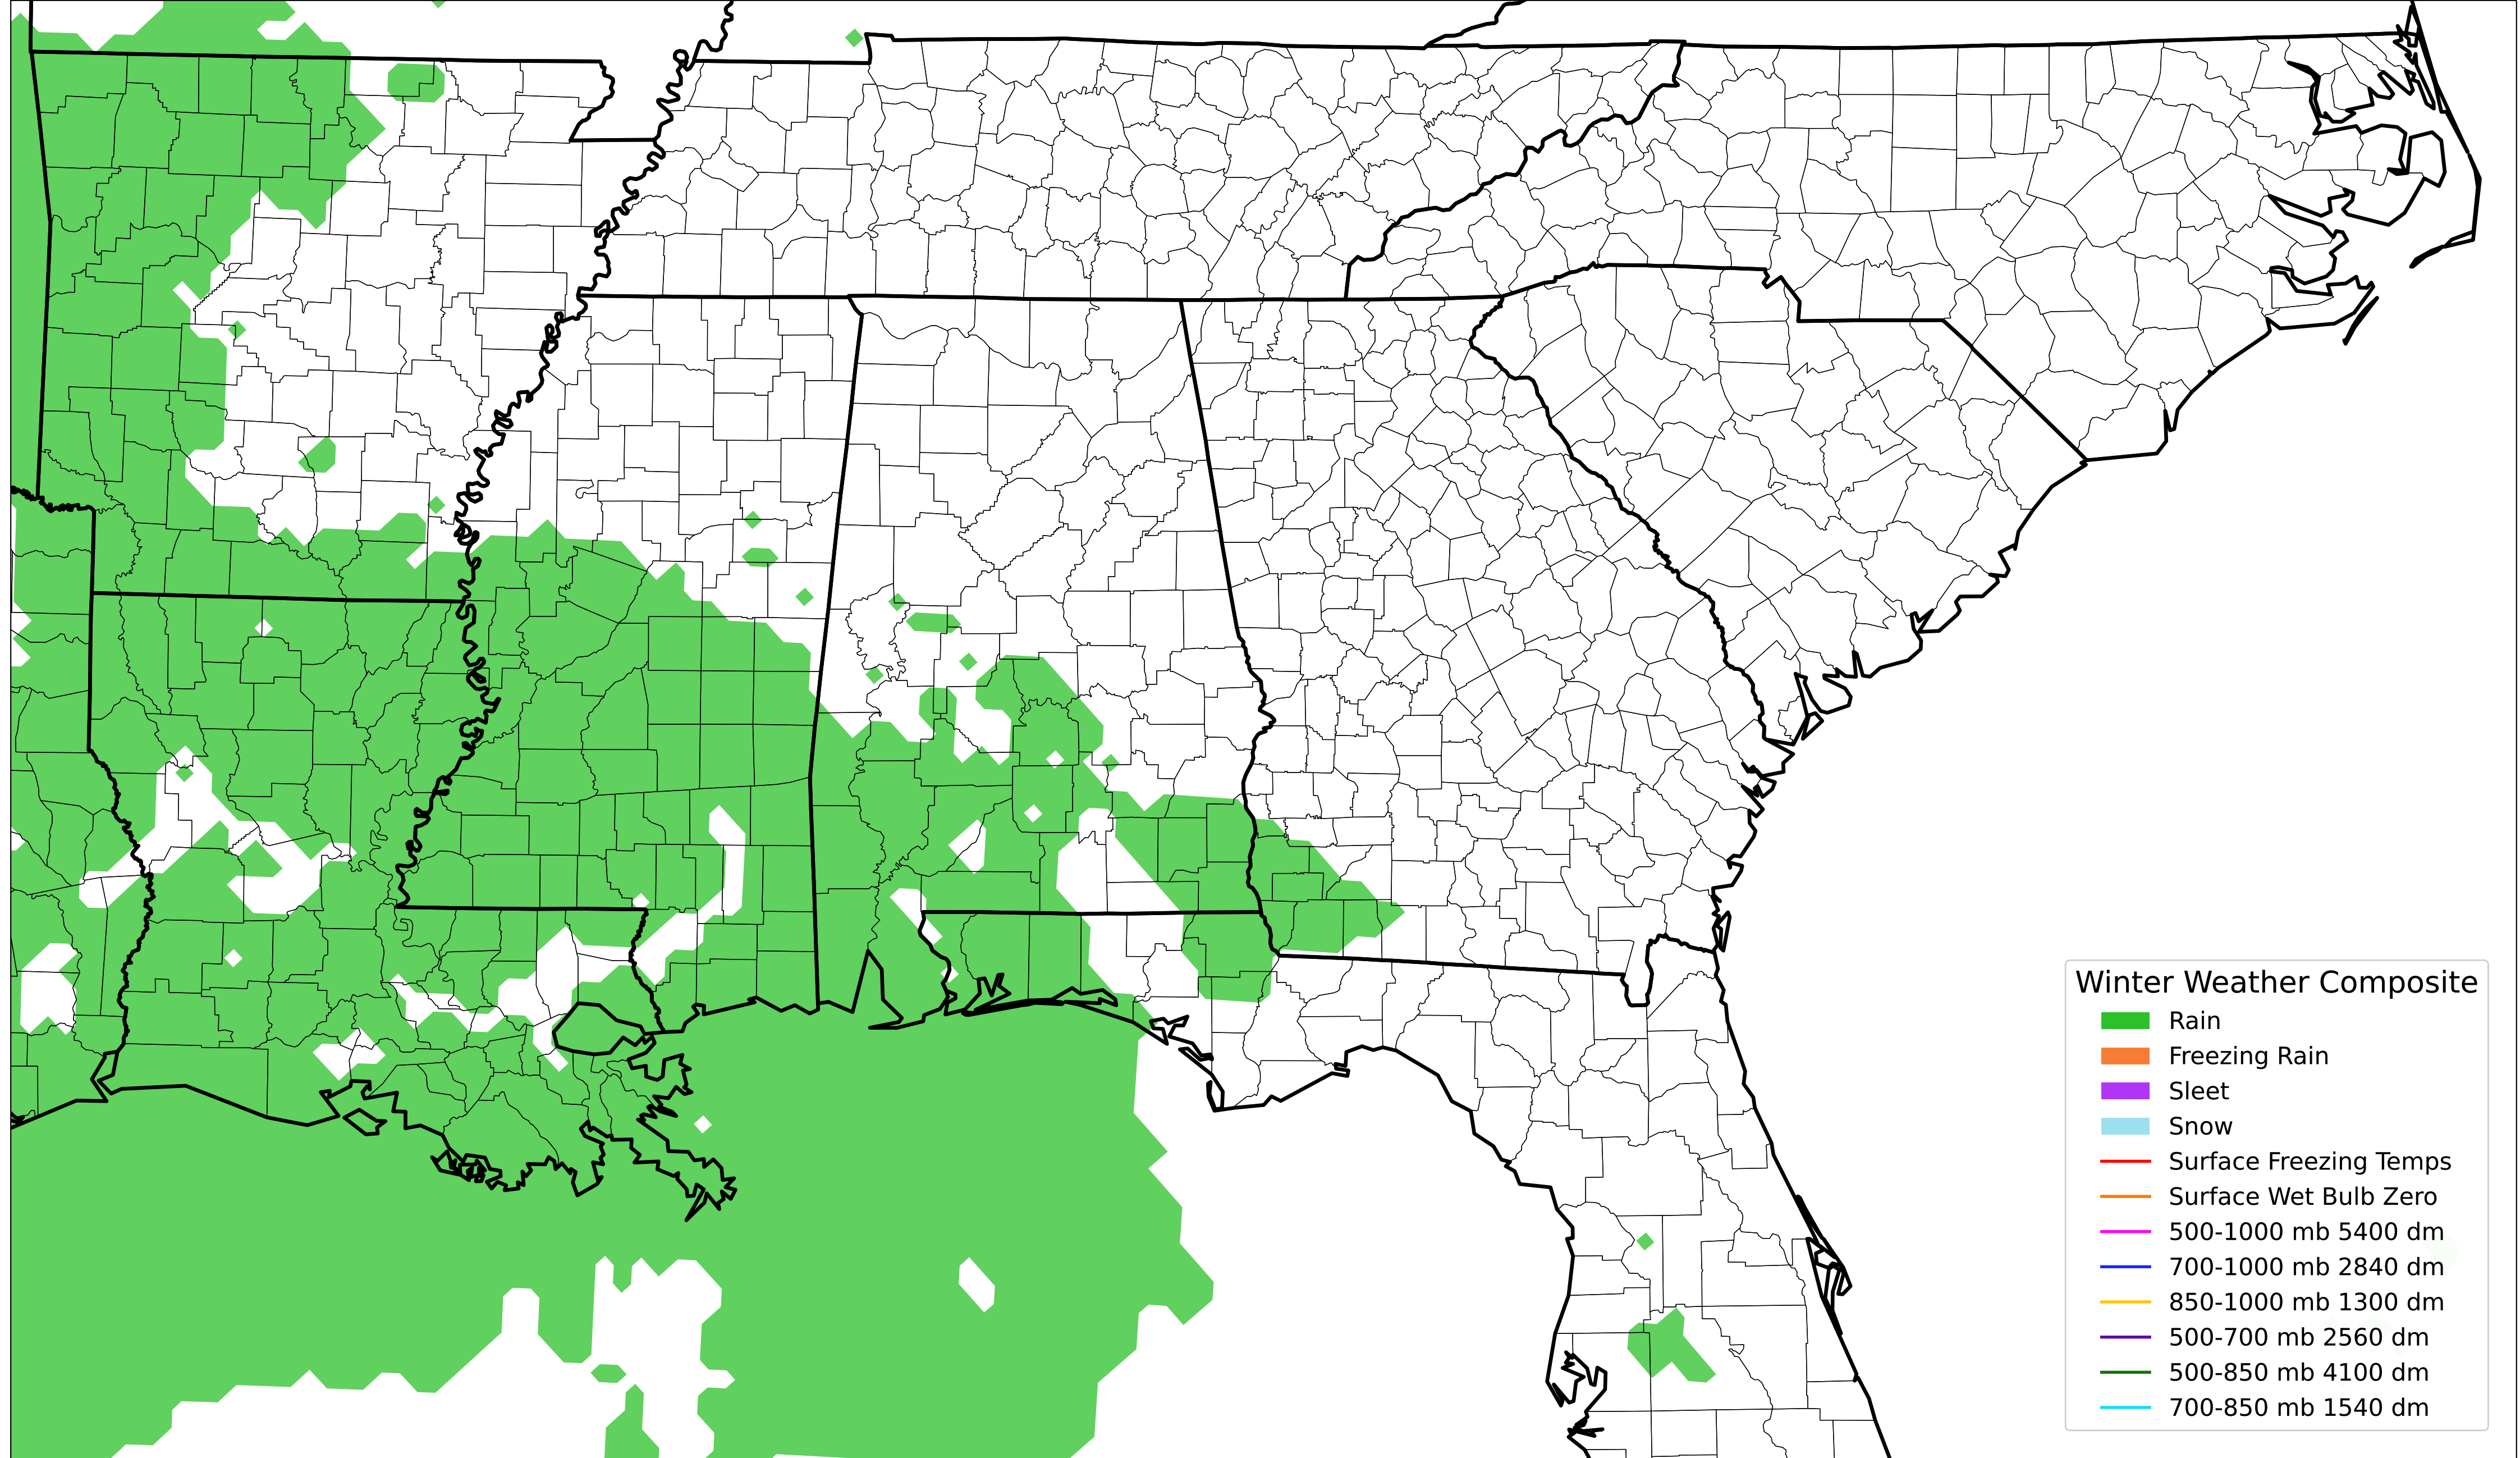 Winter Weather Composite
Rain
Freezing Rain
Sleet
Snow
Surface Freezing Temps
Surface Wet Bulb Zero
500-1000 mb 5400 dm
700-1000 mb 2840 dm
850-1000 mb 1300 dm
500-700 mb 2560 dm
500-850 mb 4100 dm
700-850 mb 1540 dm